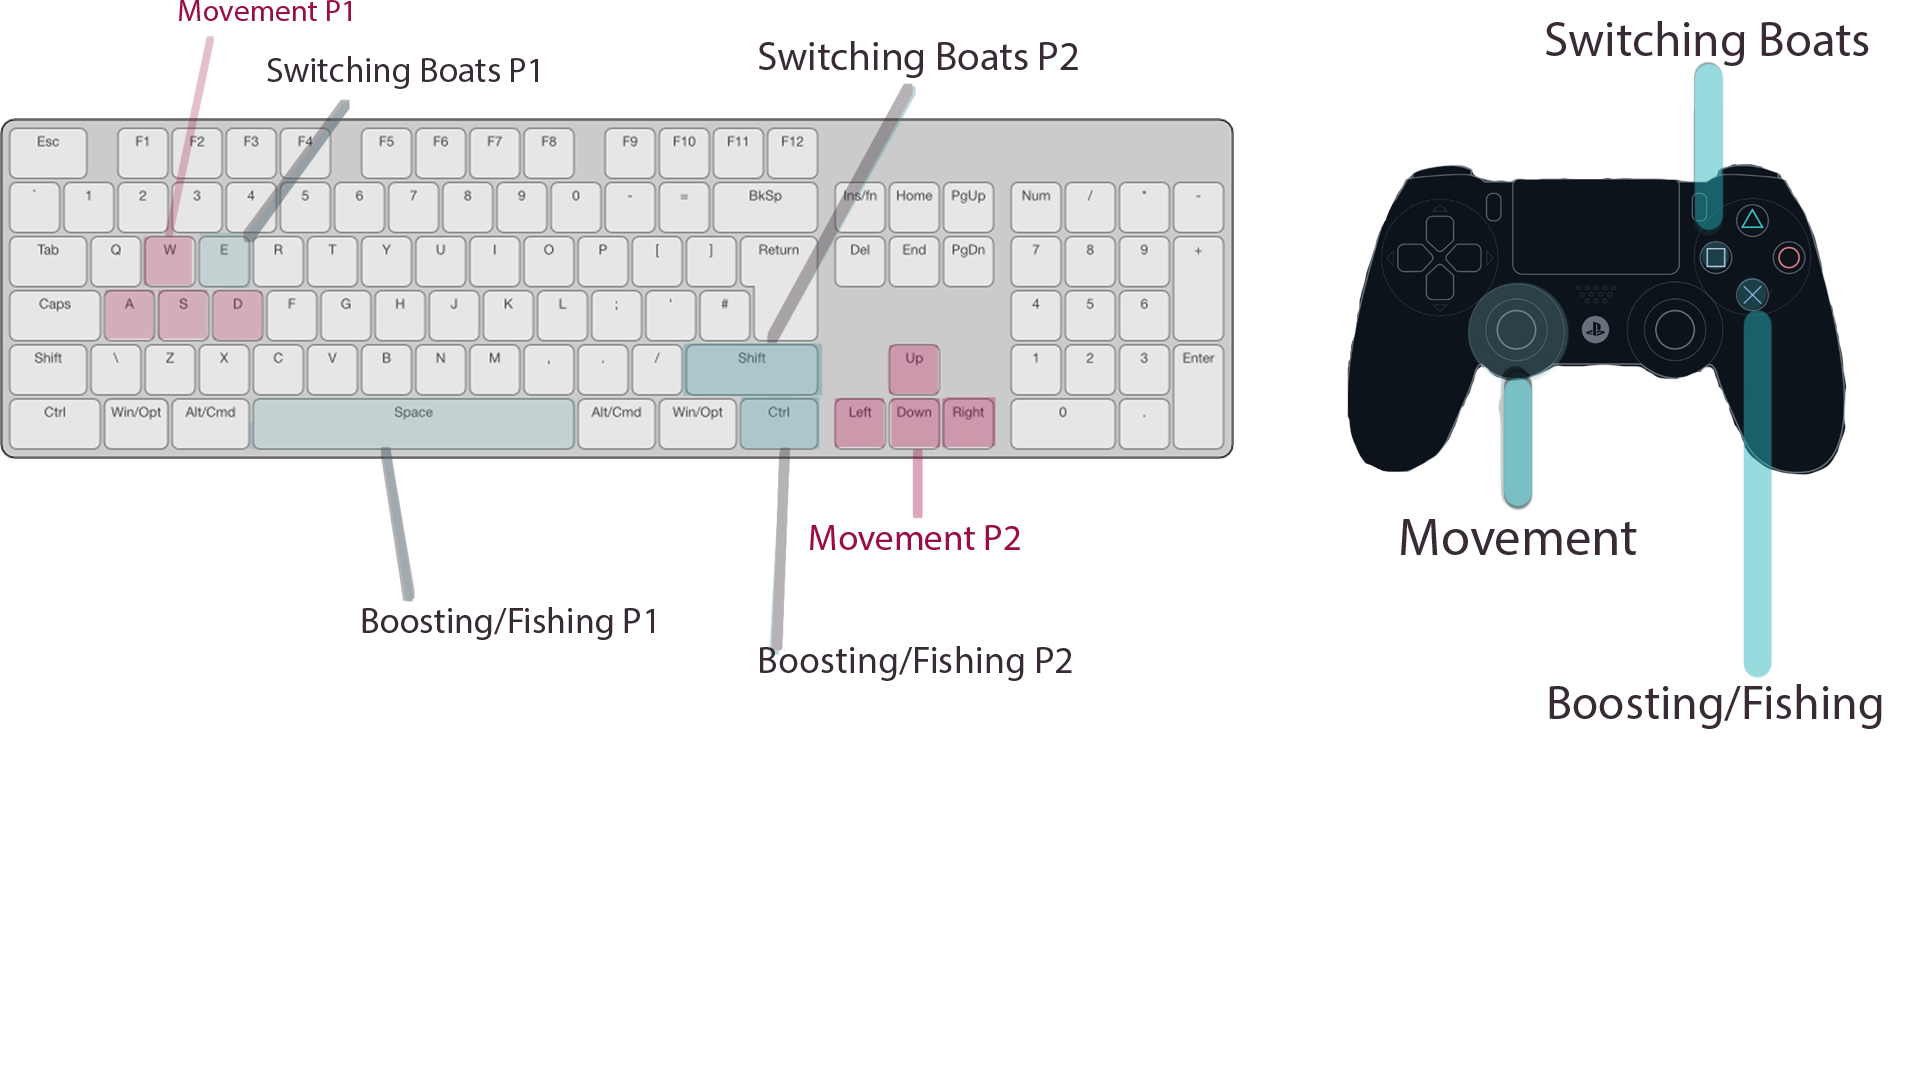 Movement P1
Switching Boats P1
Switching Boats P2
Switching Boats
Esc F1 F2 F3 F4 F5 F6 F7 F8 F9 F10 F11 F12
` 1 2 3 4 5 6 7 8 9 0 - = BkSp Ins/fn Home PgUp Num / * -
Tab Q W E R T Y U I O P [ ] Return Del End PgDn 7 8 9 +
Caps A S D F G H J K L ; ' # 4 5 6
Shift \ Z X C V B N M , . / Shift Up 1 2 3 Enter
Ctrl Win/Opt Alt/Cmd Space Alt/Cmd Win/Opt Ctrl Left Down Right 0 .
Movement P2
Movement
Boosting/Fishing P1
Boosting/Fishing P2
Boosting/Fishing